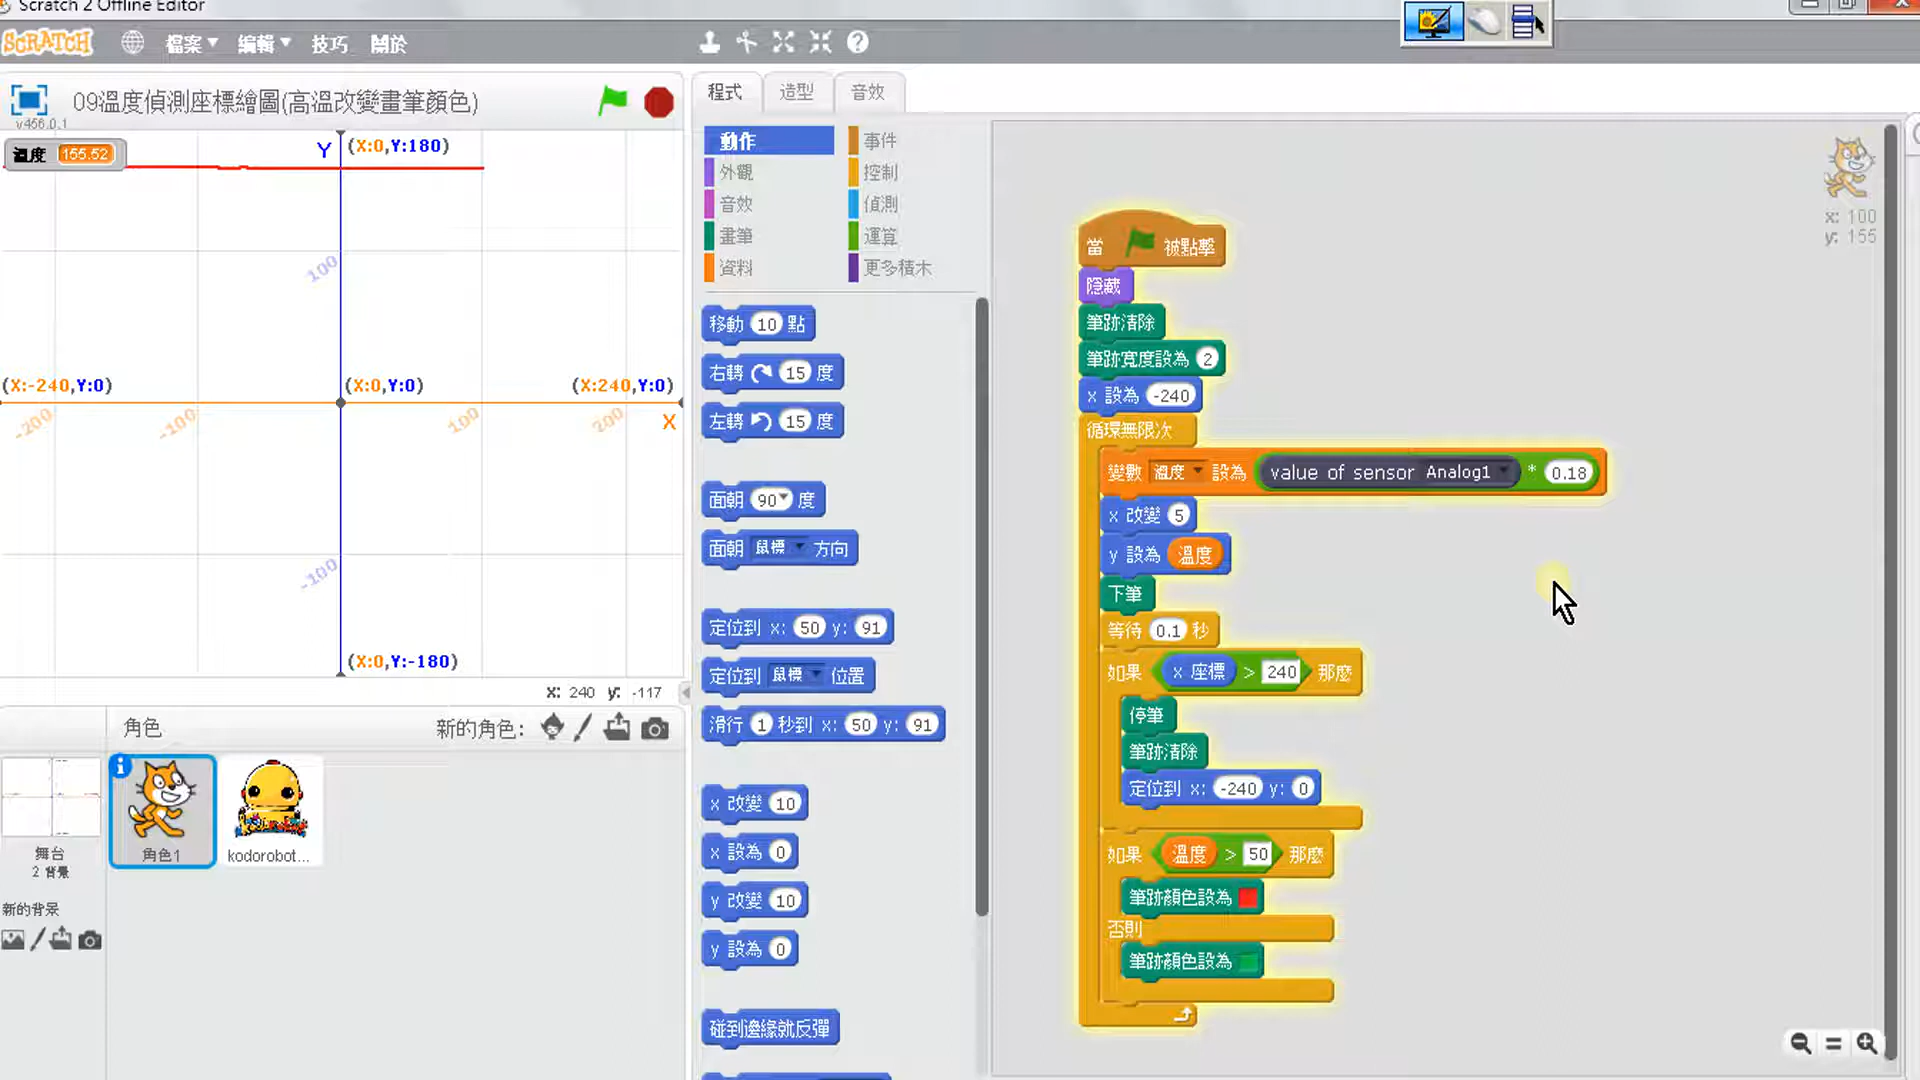 Scratch 2 Offline Editor
SCRATCH 檔案 編輯 技巧 關於
09溫度偵測座標繪圖(高溫改變畫筆顏色)
v456.0.1
溫度 155.52
Y (X:0,Y:180)
100
(X:-240,Y:0) (X:0,Y:0) (X:240,Y:0)
-200 -100 100 200 X
-100
(X:0,Y:-180)
x: 240 y: -117
角色 新的角色:
舞台
2 背景
新的背景
角色1
kodorobot...
程式 造型 音效
動作 事件
外觀 控制
音效 偵測
畫筆 運算
資料 更多積木
移動 10 點
右轉 15 度
左轉 15 度
面朝 90 度
面朝 鼠標 方向
定位到 x: 50 y: 91
定位到 鼠標 位置
滑行 1 秒到 x: 50 y: 91
x 改變 10
x 設為 0
y 改變 10
y 設為 0
碰到邊緣就反彈
x: 100
y: 155
當 被點擊
隱藏
筆跡清除
筆跡寬度設為 2
x 設為 -240
循環無限次
變數 溫度 設為 value of sensor Analog1 * 0.18
x 改變 5
y 設為 溫度
下筆
等待 0.1 秒
如果 x 座標 > 240 那麼
停筆
筆跡清除
定位到 x: -240 y: 0
如果 溫度 > 50 那麼
筆跡顏色設為
否則
筆跡顏色設為